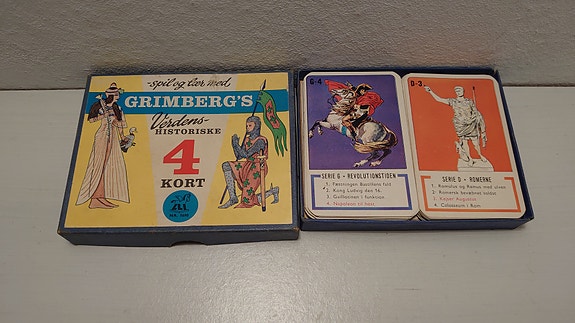 -spil og lær med
GRIMBERG'S
Verdens-
HISTORISKE
4
KORT
G-4
SERIE G • REVOLUTIONSTIDEN
1. Fæstningen Bastillens fald
2. Kong Ludvig den 16.
3. Guillotinen i funktion
4. Napoleon til hest
D-3
SERIE D • ROMERNE
1. Romulus og Remus med ulven
2. Romersk bevæbnet soldat
3. Kejser Augustus
4. Colosseum i Rom